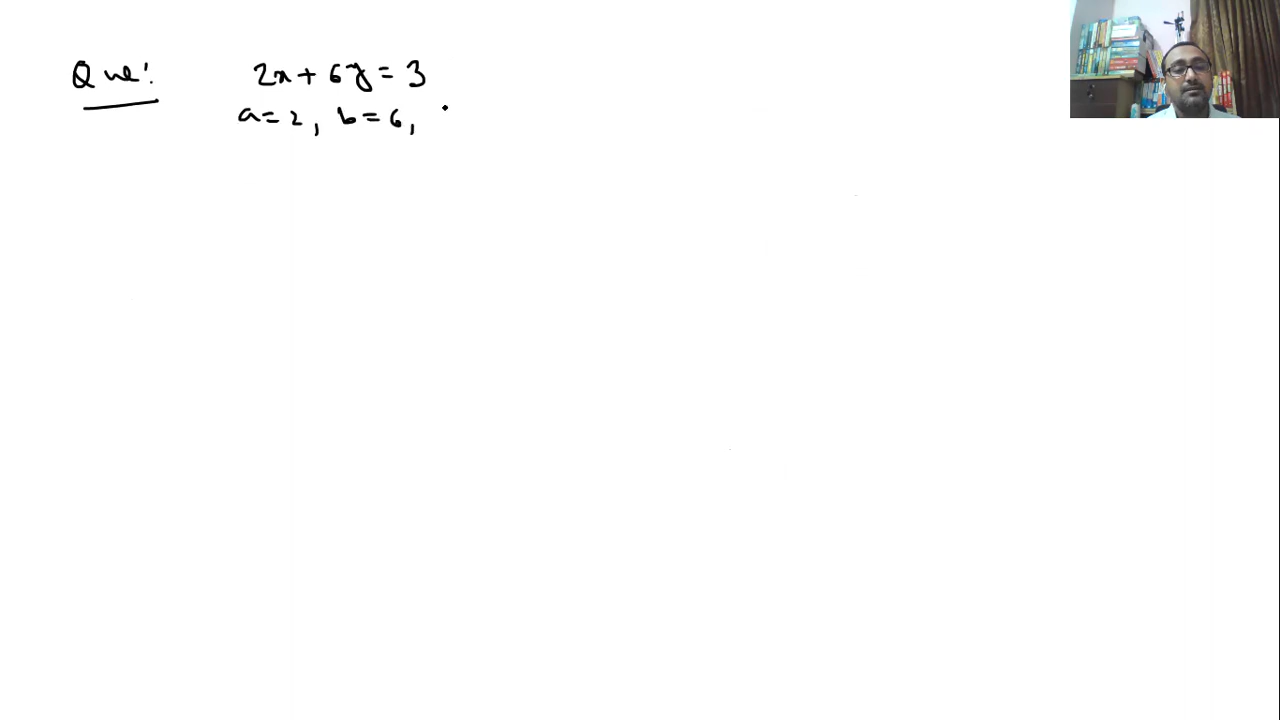 Que: 2x + 6y = 3
a = 2, b = 6,